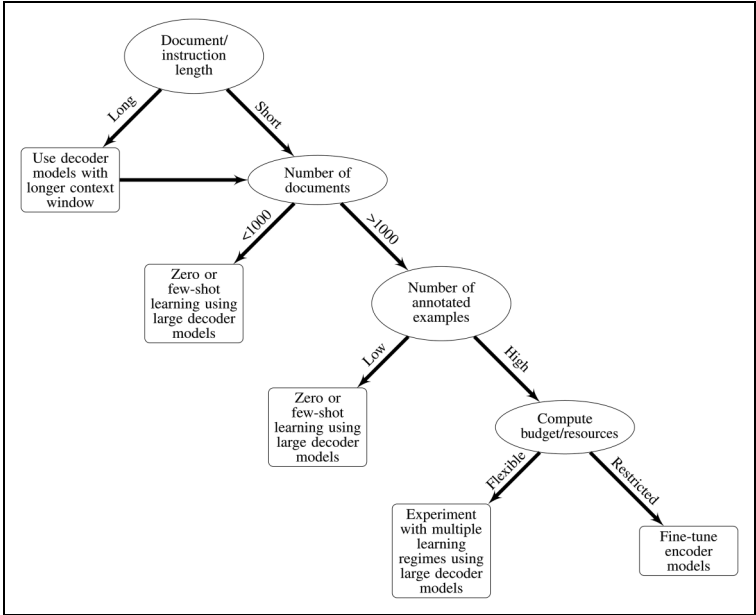 Document/
instruction
length
Long
Short
Use decoder
models with
longer context
window
Number of
documents
<1000
>1000
Zero or
few-shot
learning using
large decoder
models
Number of
annotated
examples
Low
High
Zero or
few-shot
learning using
large decoder
models
Compute
budget/resources
Flexible
Restricted
Experiment
with multiple
learning
regimes using
large decoder
models
Fine-tune
encoder
models